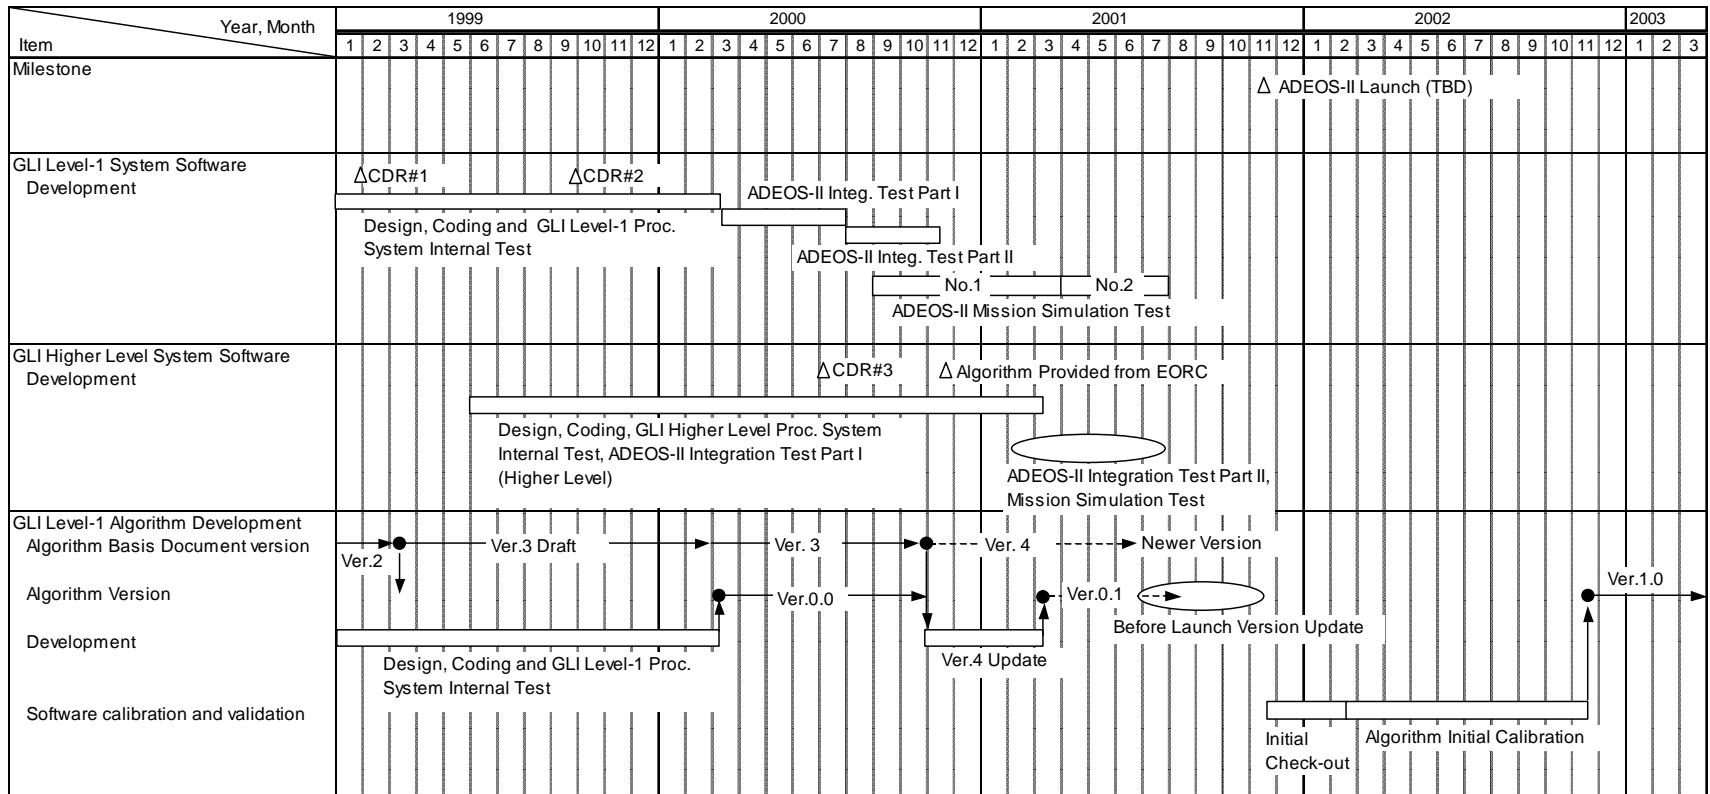 Year, Month
Item
1999 2000 2001 2002 2003
1 2 3 4 5 6 7 8 9 10 11 12 1 2 3 4 5 6 7 8 9 10 11 12 1 2 3 4 5 6 7 8 9 10 11 12 1 2 3 4 5 6 7 8 9 10 11 12 1 2 3
Milestone
ADEOS-II Launch (TBD)
GLI Level-1 System Software
Development
CDR#1
CDR#2
ADEOS-II Integ. Test Part I
Design, Coding and GLI Level-1 Proc.
System Internal Test
ADEOS-II Integ. Test Part II
No.1 No.2
ADEOS-II Mission Simulation Test
GLI Higher Level System Software
Development
CDR#3
Algorithm Provided from EORC
Design, Coding, GLI Higher Level Proc. System
Internal Test, ADEOS-II Integration Test Part I
(Higher Level)
ADEOS-II Integration Test Part II,
Mission Simulation Test
GLI Level-1 Algorithm Development
Algorithm Basis Document version
Ver.2
Ver.3 Draft
Ver. 3
Ver. 4
Newer Version
Algorithm Version
Ver.0.0
Ver.0.1
Ver.1.0
Before Launch Version Update
Development
Design, Coding and GLI Level-1 Proc.
System Internal Test
Ver.4 Update
Software calibration and validation
Initial
Check-out
Algorithm Initial Calibration